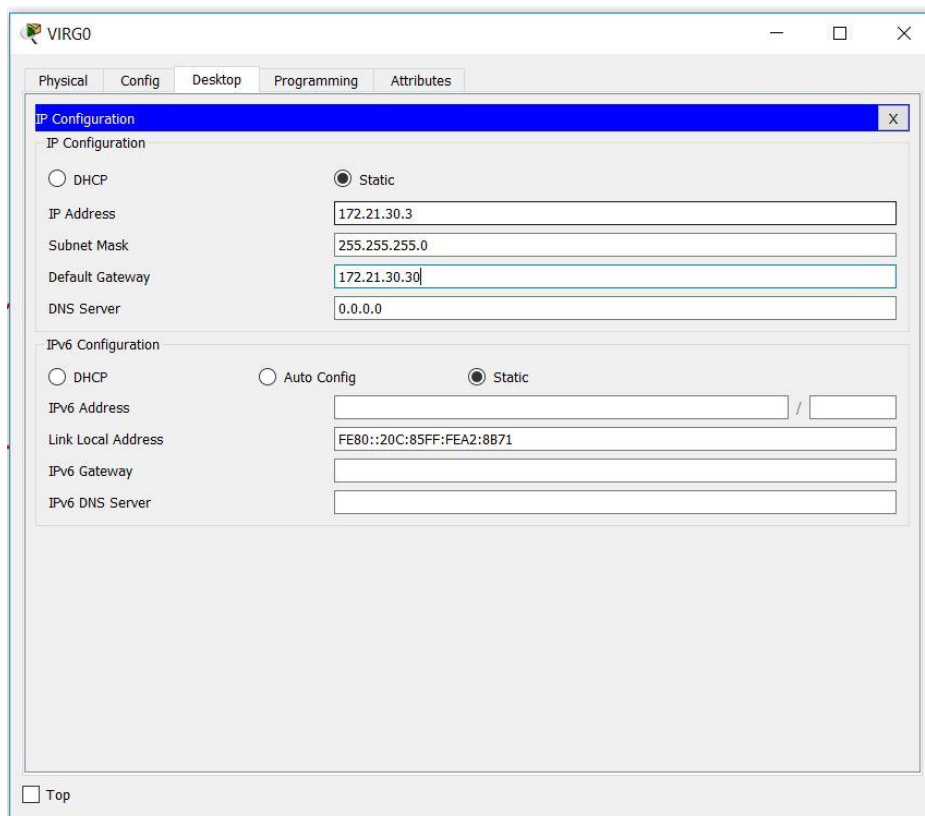 VIRG0
Physical Config Desktop Programming Attributes
IP Configuration X
IP Configuration
DHCP Static
IP Address 172.21.30.3
Subnet Mask 255.255.255.0
Default Gateway 172.21.30.30
DNS Server 0.0.0.0
IPv6 Configuration
DHCP Auto Config Static
IPv6 Address /
Link Local Address FE80::20C:85FF:FEA2:8B71
IPv6 Gateway
IPv6 DNS Server
Top